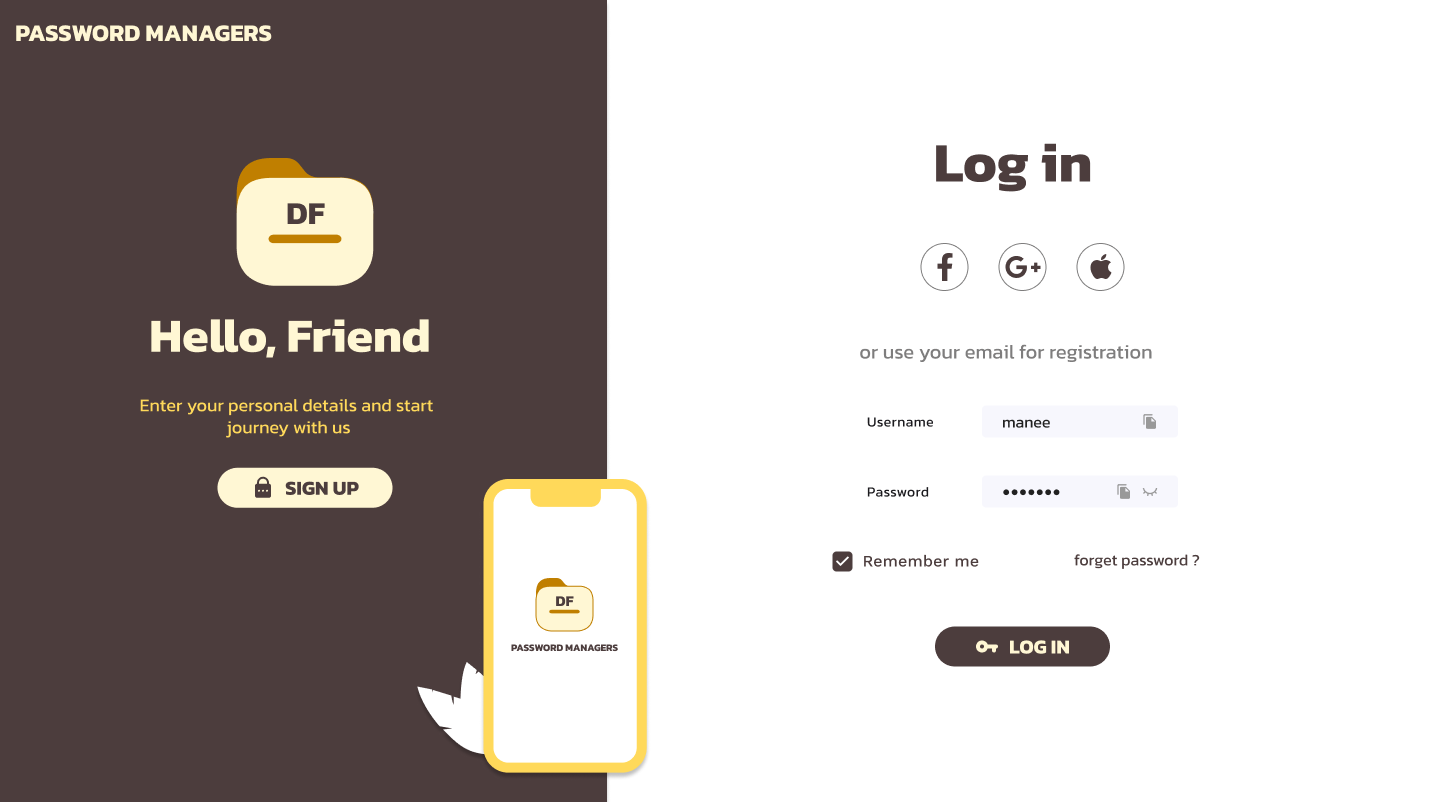 PASSWORD MANAGERS
DF
Hello, Friend
Enter your personal details and start
journey with us
SIGN UP
DF
PASSWORD MANAGERS
Log in
G+
or use your email for registration
Username
manee
Password
•••••••
Remember me
forget password ?
LOG IN